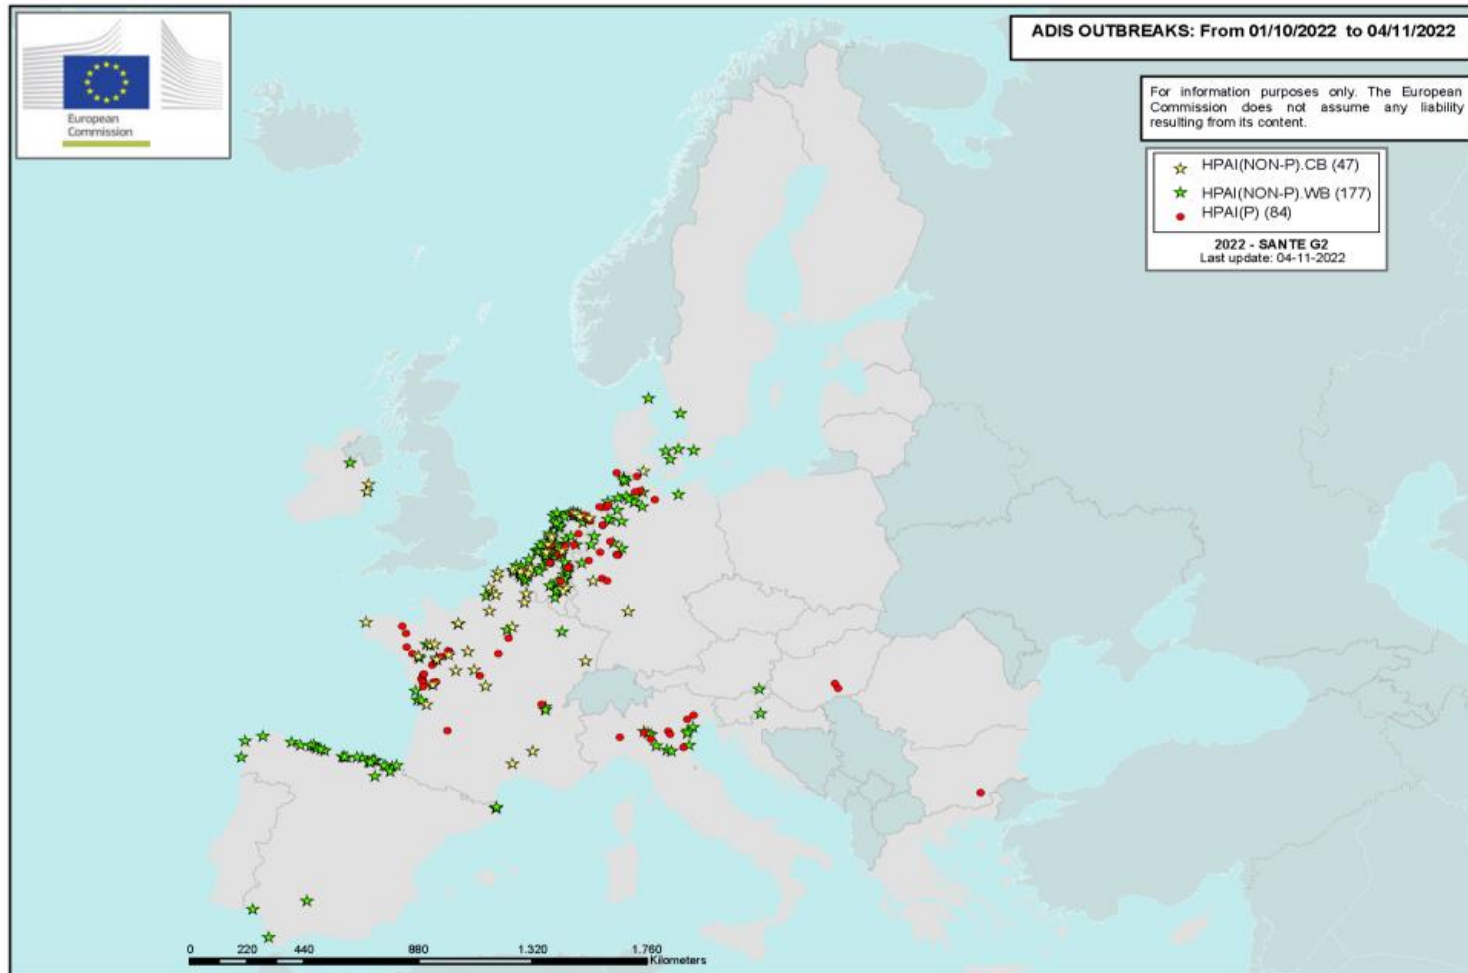 European
Commission
ADIS OUTBREAKS: From 01/10/2022 to 04/11/2022
For information purposes only. The European
Commission does not assume any liability
resulting from its content.
HPAI(NON-P).CB (47)
HPAI(NON-P).WB (177)
HPAI(P) (84)
2022 - SANTE G2
Last update: 04-11-2022
0 220 440 880 1.320 1.760
Kilometers